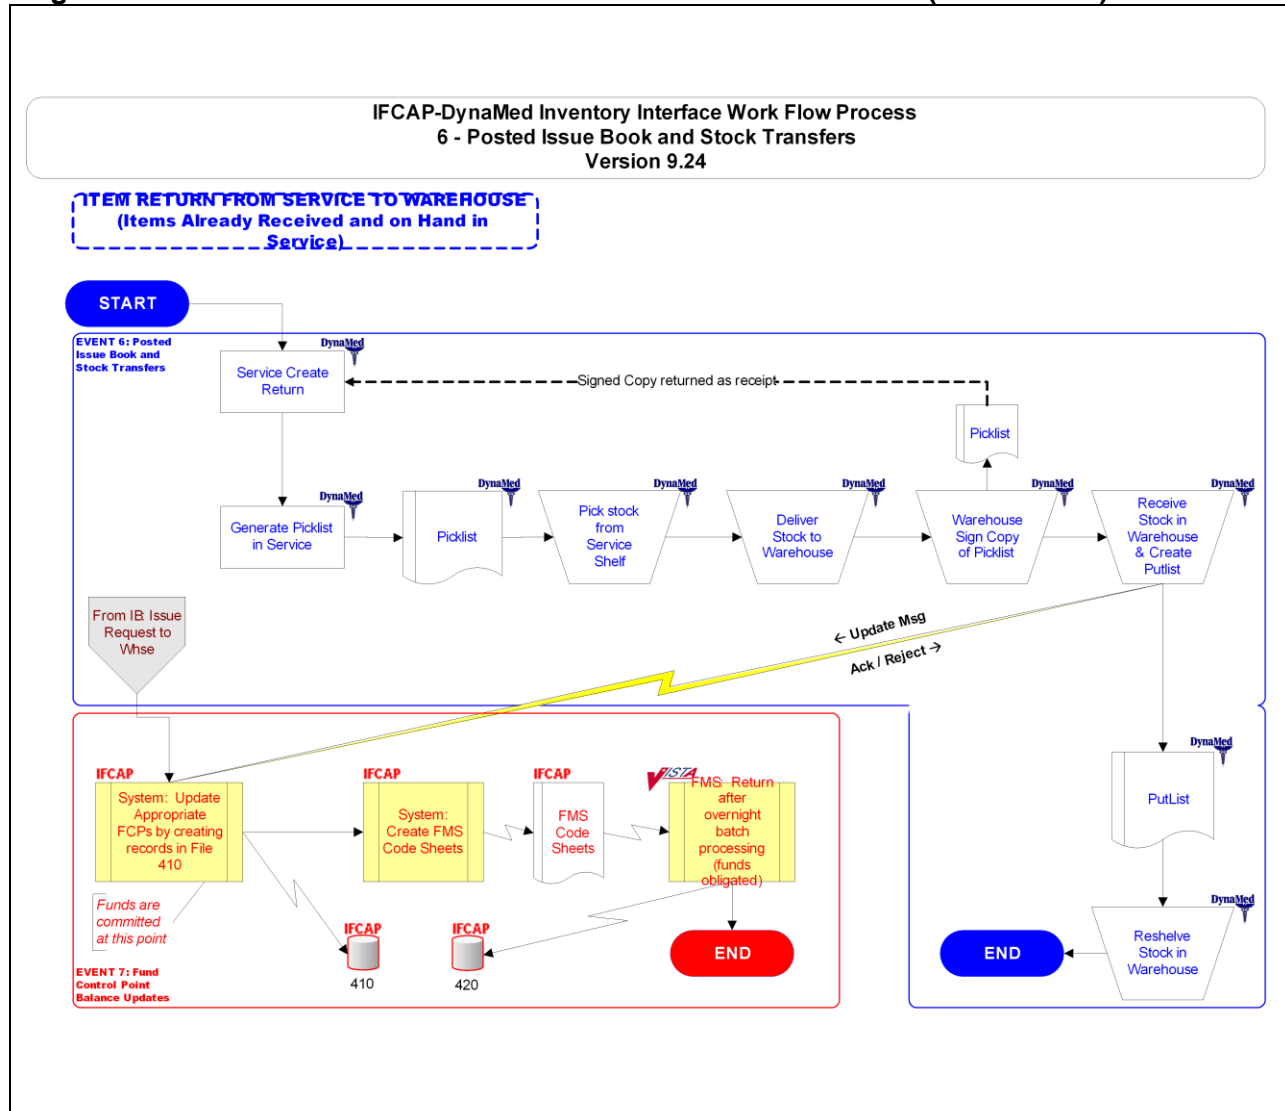 IFCAP-DynaMed Inventory Interface Work Flow Process
6 - Posted Issue Book and Stock Transfers
Version 9.24
ITEM RETURN FROM SERVICE TO WAREHOUSE
(Items Already Received and on Hand in
Service)
START
EVENT 6: Posted
Issue Book and
Stock Transfers
DynaMed
Service Create
Return
Signed Copy returned as receipt
Picklist
DynaMed
Generate Picklist
in Service
DynaMed
Picklist
DynaMed
Pick stock
from
Service
Shelf
DynaMed
Deliver
Stock to
Warehouse
DynaMed
Warehouse
Sign Copy
of Picklist
DynaMed
Receive
Stock in
Warehouse
& Create
Putlist
From IB: Issue
Request to
Whse
← Update Msg
Ack / Reject →
IFCAP
System: Update
Appropriate
FCPs by creating
records in File
410
IFCAP
System:
Create FMS
Code Sheets
IFCAP
FMS
Code
Sheets
VISTA
FMS: Return
after
overnight
batch
processing
(funds
obligated)
DynaMed
PutList
Funds are
committed
at this point
IFCAP
410
IFCAP
420
END
END
DynaMed
Reshelve
Stock in
Warehouse
EVENT 7: Fund
Control Point
Balance Updates